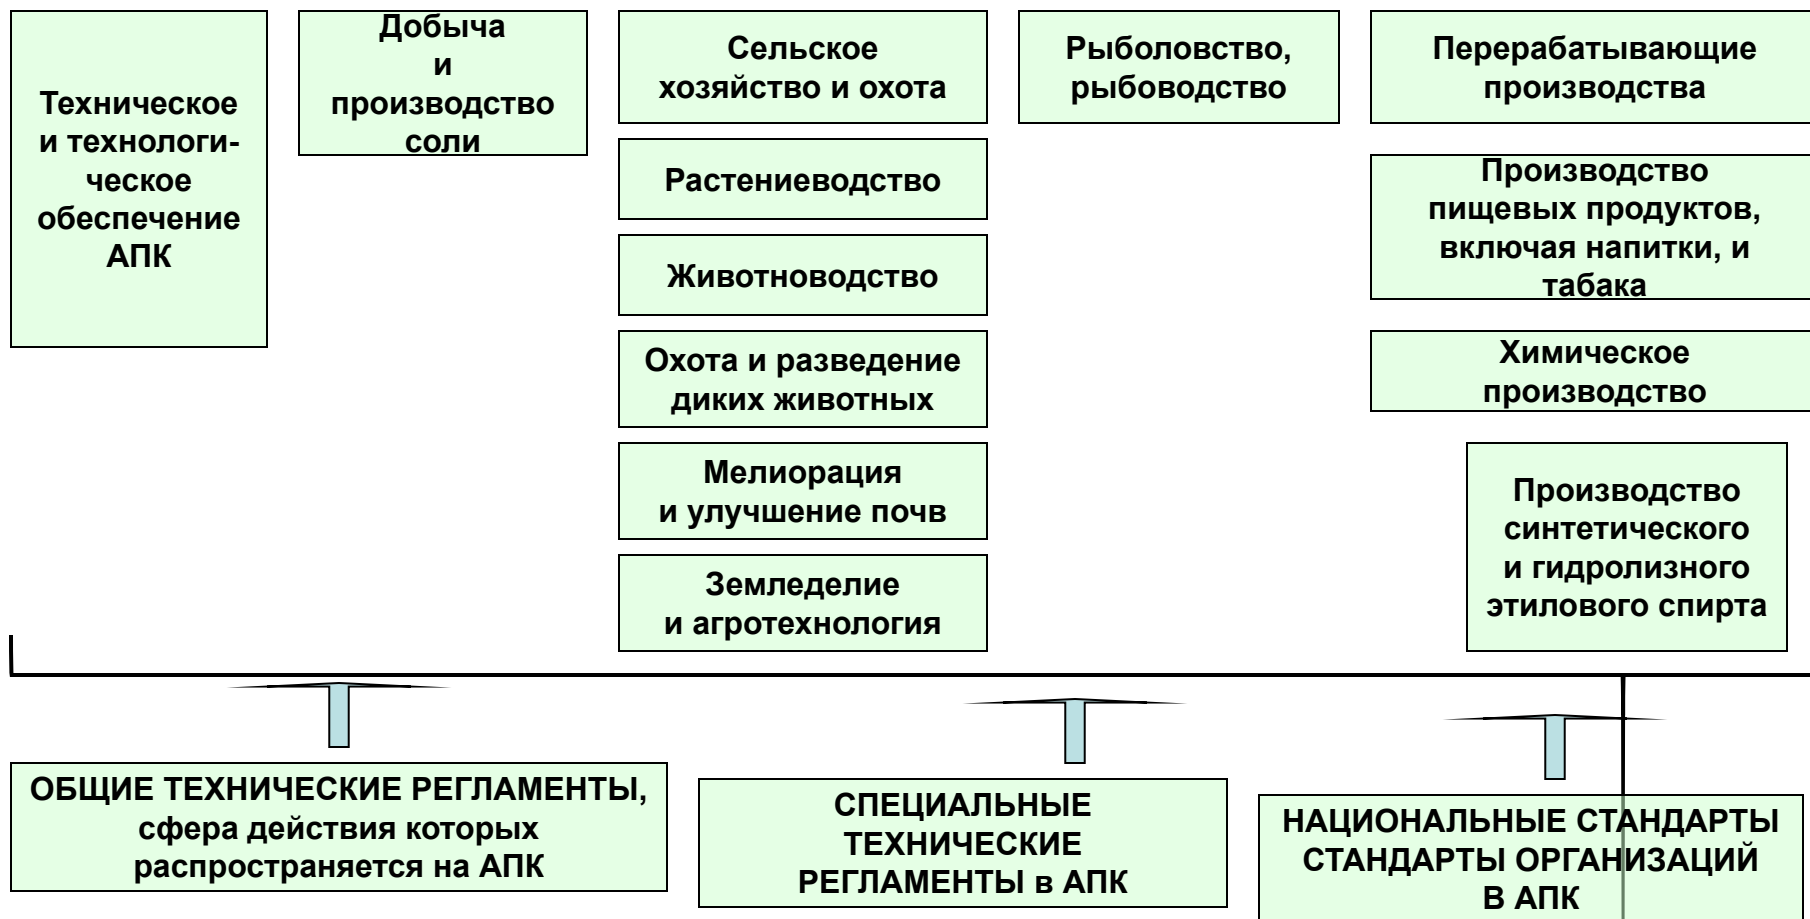 Техническое
и технологи-
ческое
обеспечение
АПК
Добыча
и
производство
соли
Сельское
хозяйство и охота
Растениеводство
Животноводство
Охота и разведение
диких животных
Мелиорация
и улучшение почв
Земледелие
и агротехнология
Рыболовство,
рыбоводство
Перерабатывающие
производства
Производство
пищевых продуктов,
включая напитки, и
табака
Химическое
производство
Производство
синтетического
и гидролизного
этилового спирта
ОБЩИЕ ТЕХНИЧЕСКИЕ РЕГЛАМЕНТЫ,
сфера действия которых
распространяется на АПК
СПЕЦИАЛЬНЫЕ
ТЕХНИЧЕСКИЕ
РЕГЛАМЕНТЫ в АПК
НАЦИОНАЛЬНЫЕ СТАНДАРТЫ
СТАНДАРТЫ ОРГАНИЗАЦИЙ
В АПК